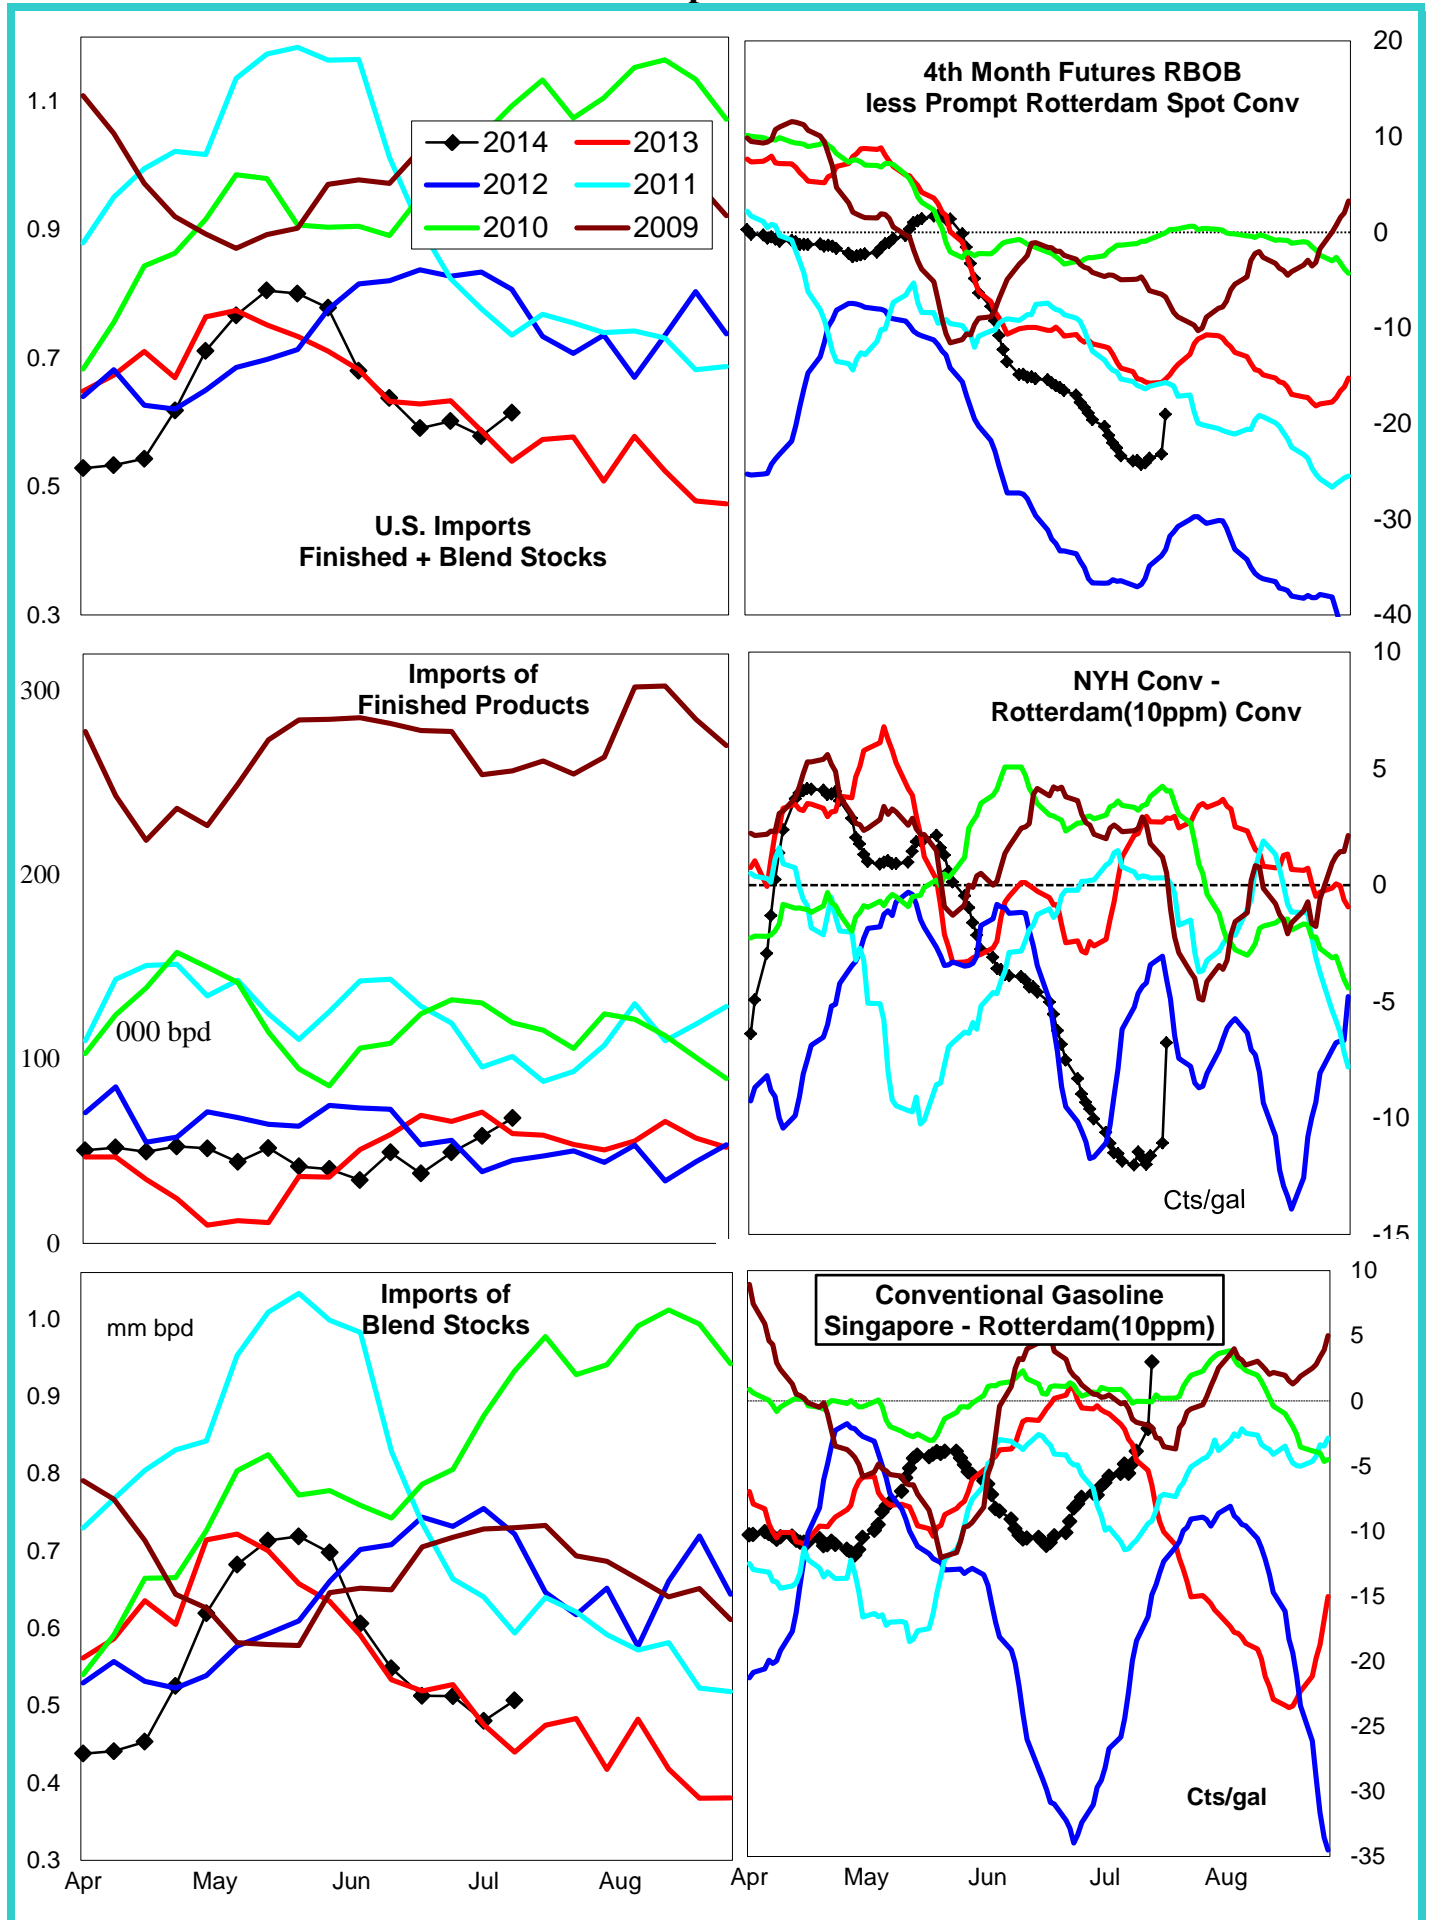 1.1
0.9
0.7
0.5
0.3
2014 2013
2012 2011
2010 2009
U.S. Imports
Finished + Blend Stocks
20
10
0
-10
-20
-30
-40
4th Month Futures RBOB
less Prompt Rotterdam Spot Conv
300
200
100
0
Imports of
Finished Products
000 bpd
10
5
0
-5
-10
-15
NYH Conv -
Rotterdam(10ppm) Conv
Cts/gal
1.0
0.9
0.8
0.7
0.6
0.5
0.4
0.3
mm bpd
Imports of
Blend Stocks
Apr May Jun Jul Aug
10
5
0
-5
-10
-15
-20
-25
-30
-35
Conventional Gasoline
Singapore - Rotterdam(10ppm)
Cts/gal
Apr May Jun Jul Aug